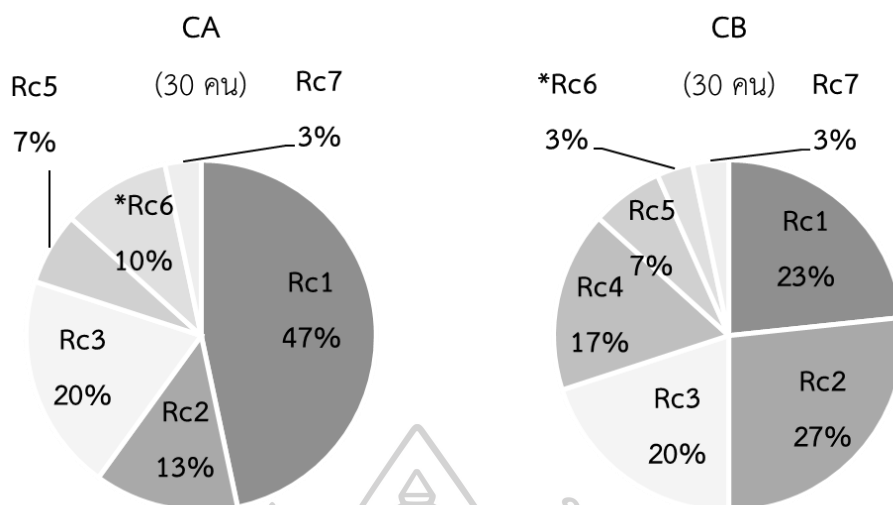 CA
(30 คน)
Rc5
7%
Rc7
3%
*Rc6
10%
Rc1
47%
Rc3
20%
Rc2
13%
CB
(30 คน)
*Rc6
3%
Rc7
3%
Rc5
7%
Rc1
23%
Rc4
17%
Rc2
27%
Rc3
20%